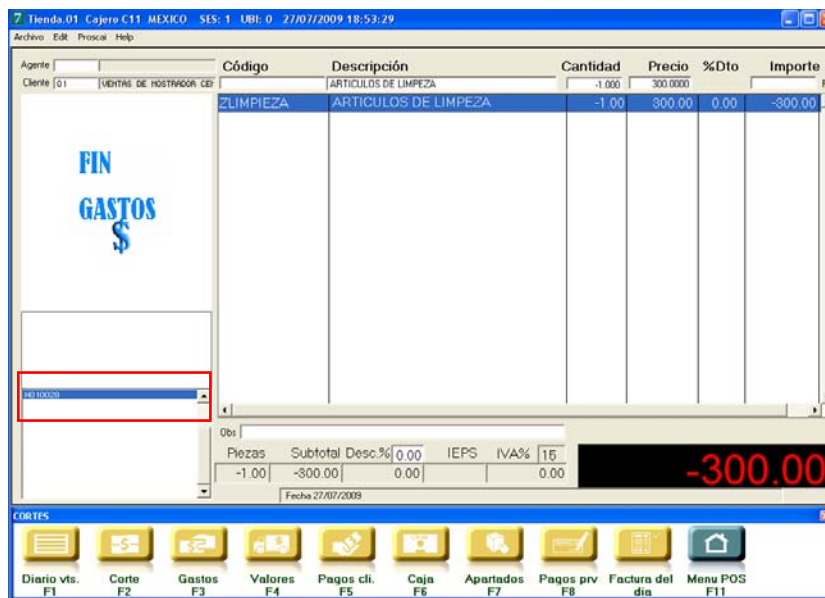 Tienda.01 Cajero C11 MEXICO SES: 1 UBI: 0 27/07/2009 18:53:29
Archivo Edit Proscai Help
Agente
Código Descripción Cantidad Precio %Dto Importe
Cliente 01 VENTAS DE MOSTRADOR CEN
ARTICULOS DE LIMPEZA -1.000 300.0000
ZLIMPIEZA ARTICULOS DE LIMPEZA -1.00 300.00 0.00 -300.00
FIN
GASTOS
$
H010028
Obs
Piezas Subtotal Desc.% 0.00 IEPS IVA% 15
-1.00 -300.00 0.00 0.00
-300.00
Fecha 27/07/2009
CORTES
Diario vts. Corte Gastos Valores Pagos cli. Caja Apartados Pagos prv Factura del Menu POS
F1 F2 F3 F4 F5 F6 F7 F8 dia F11